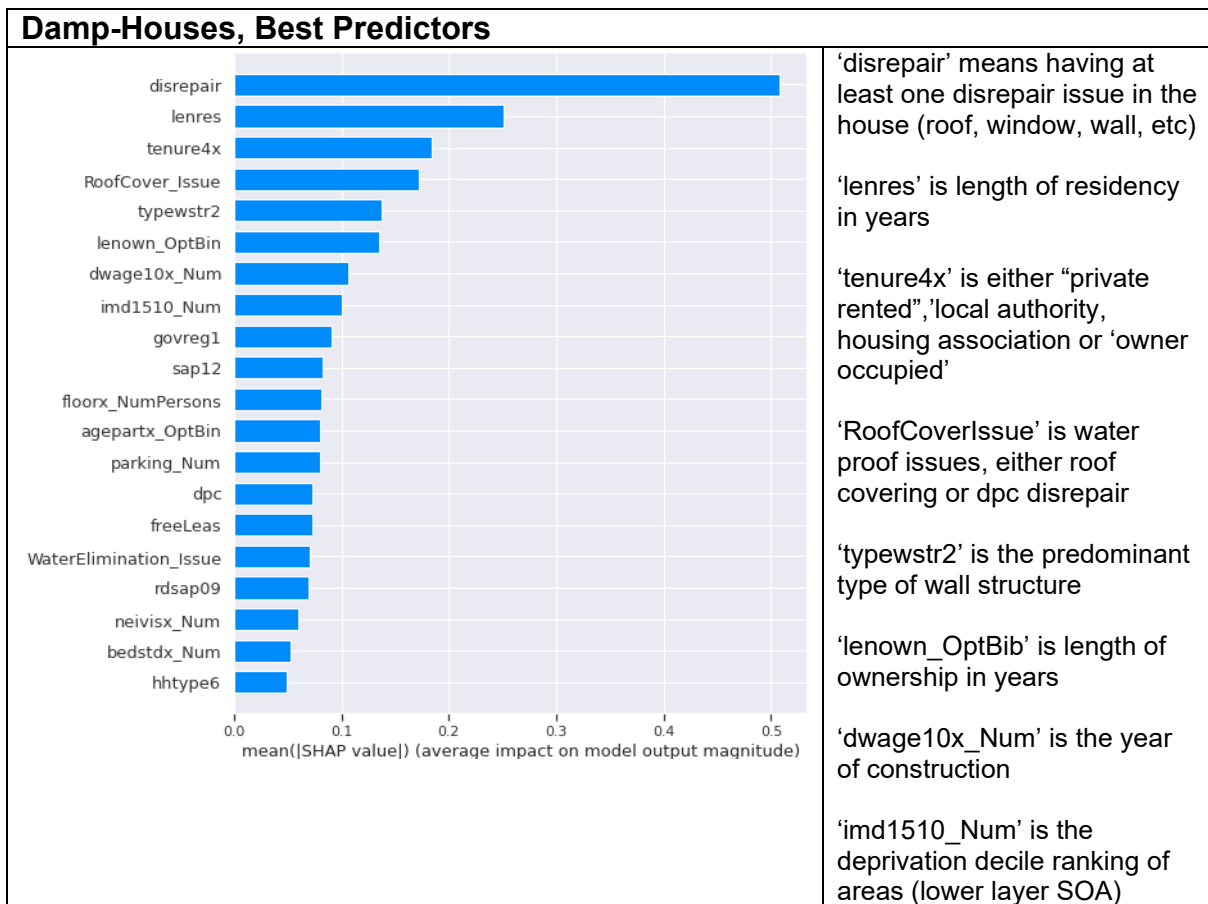 Damp-Houses, Best Predictors
disrepair
lenres
tenure4x
RoofCover_Issue
typewstr2
lenown_OptBin
dwage10x_Num
imd1510_Num
govreg1
sap12
floorx_NumPersons
agepartx_OptBin
parking_Num
dpc
freeLeas
WaterElimination_Issue
rdsap09
neivisx_Num
bedstdx_Num
hhtype6
0.0 0.1 0.2 0.3 0.4 0.5
mean(|SHAP value|) (average impact on model output magnitude)
‘disrepair’ means having at
least one disrepair issue in the
house (roof, window, wall, etc)
‘lenres’ is length of residency
in years
‘tenure4x’ is either “private
rented”,’local authority,
housing association or ‘owner
occupied’
‘RoofCoverIssue’ is water
proof issues, either roof
covering or dpc disrepair
‘typewstr2’ is the predominant
type of wall structure
‘lenown_OptBib’ is length of
ownership in years
‘dwage10x_Num’ is the year
of construction
‘imd1510_Num’ is the
deprivation decile ranking of
areas (lower layer SOA)